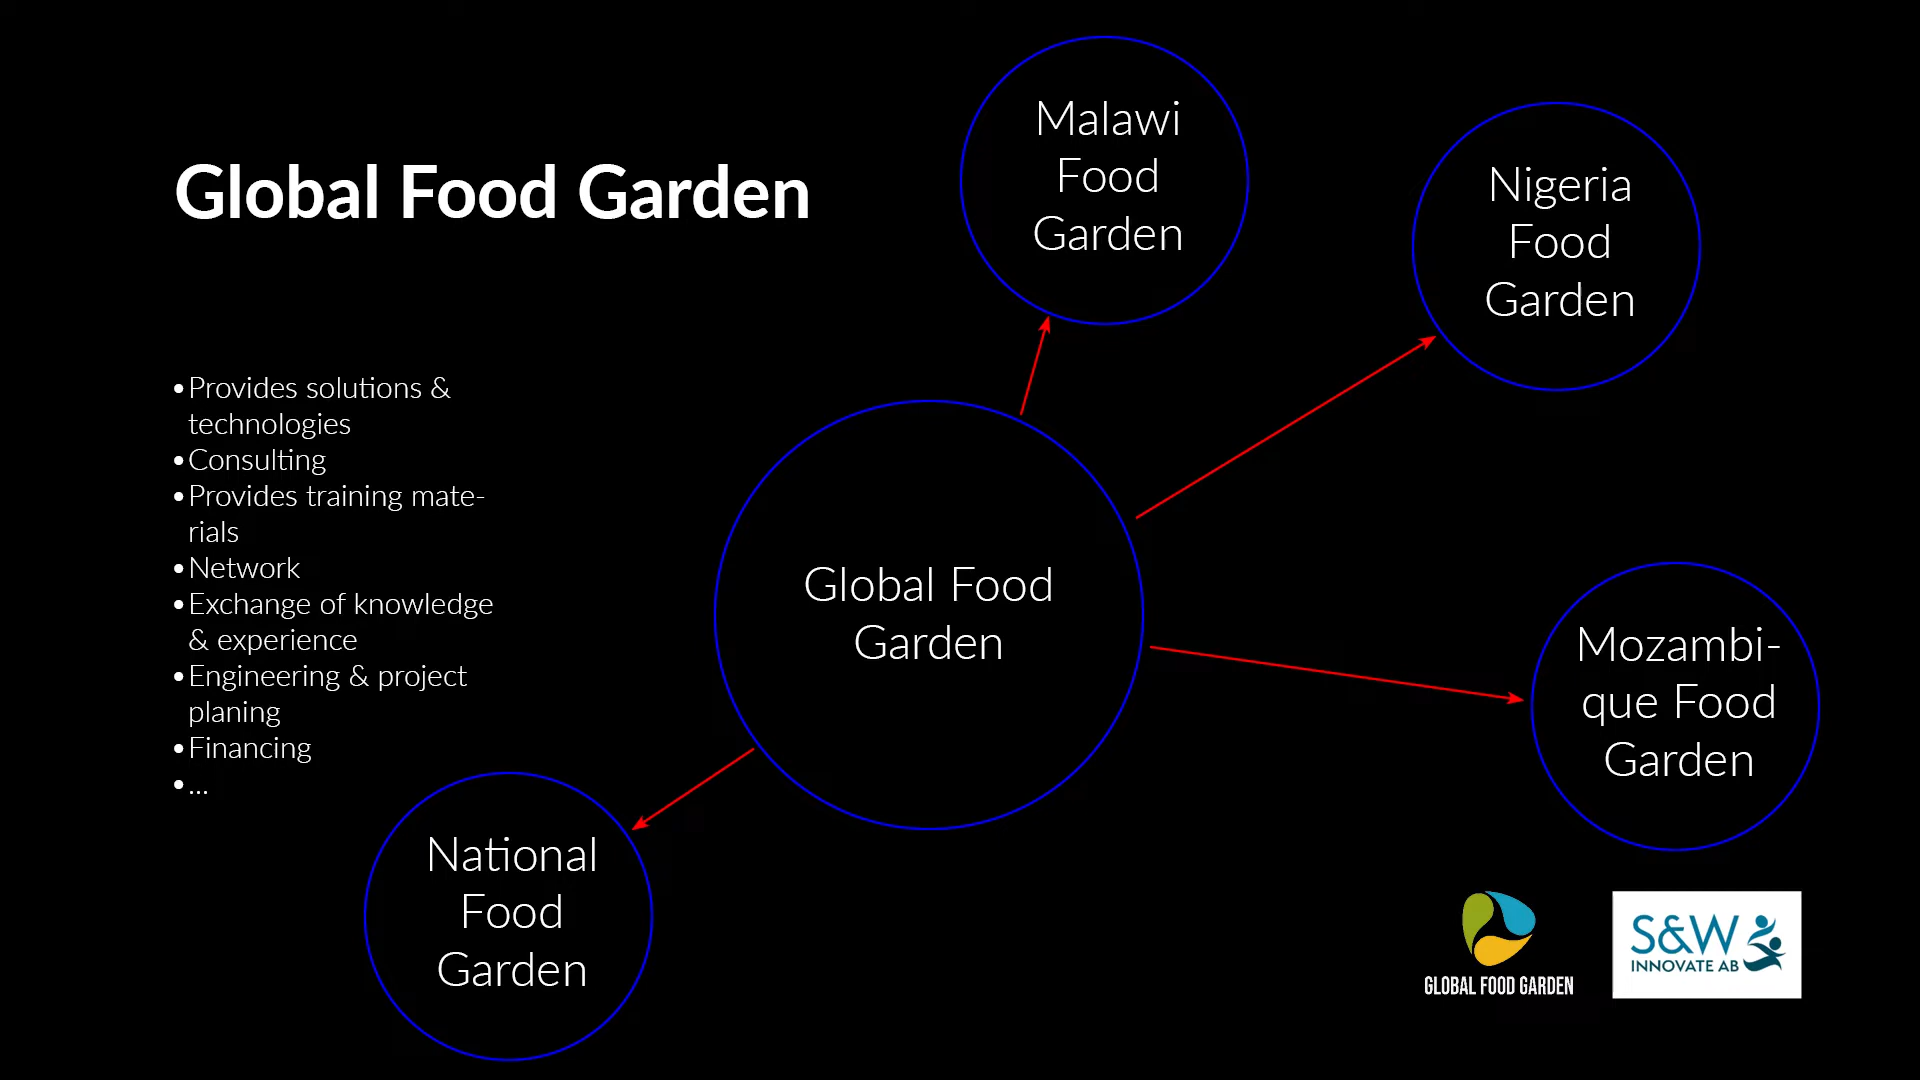 Global Food Garden
•Provides solutions &
technologies
•Consulting
•Provides training mate-
rials
•Network
•Exchange of knowledge
& experience
•Engineering & project
planing
•Financing
•...
Malawi
Food
Garden
Nigeria
Food
Garden
Global Food
Garden
Mozambi-
que Food
Garden
National
Food
Garden
GLOBAL FOOD GARDEN
S&W
INNOVATE AB